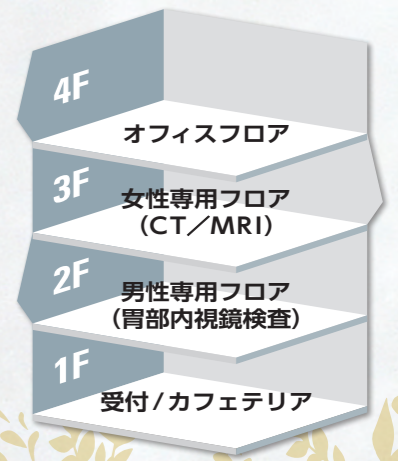 4F
オフィスフロア
3F
女性専用フロア
（CT／MRI）
2F
男性専用フロア
（胃部内視鏡検査）
1F
受付/カフェテリア